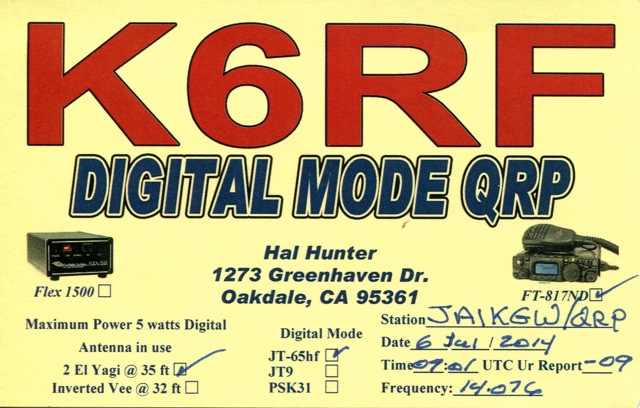 K6RF
DIGITAL MODE QRP
Hal Hunter
1273 Greenhaven Dr.
Oakdale, CA 95361
Flex 1500
FT-817ND
Maximum Power 5 watts Digital
Antenna in use
2 El Yagi @ 35 ft
Inverted Vee @ 32 ft
Digital Mode
JT-65hf
JT9
PSK31
Station JA1KGW/QRP
Date 6 Jul / 2014
Time 07:01 UTC Ur Report -09
Frequency: 14.076